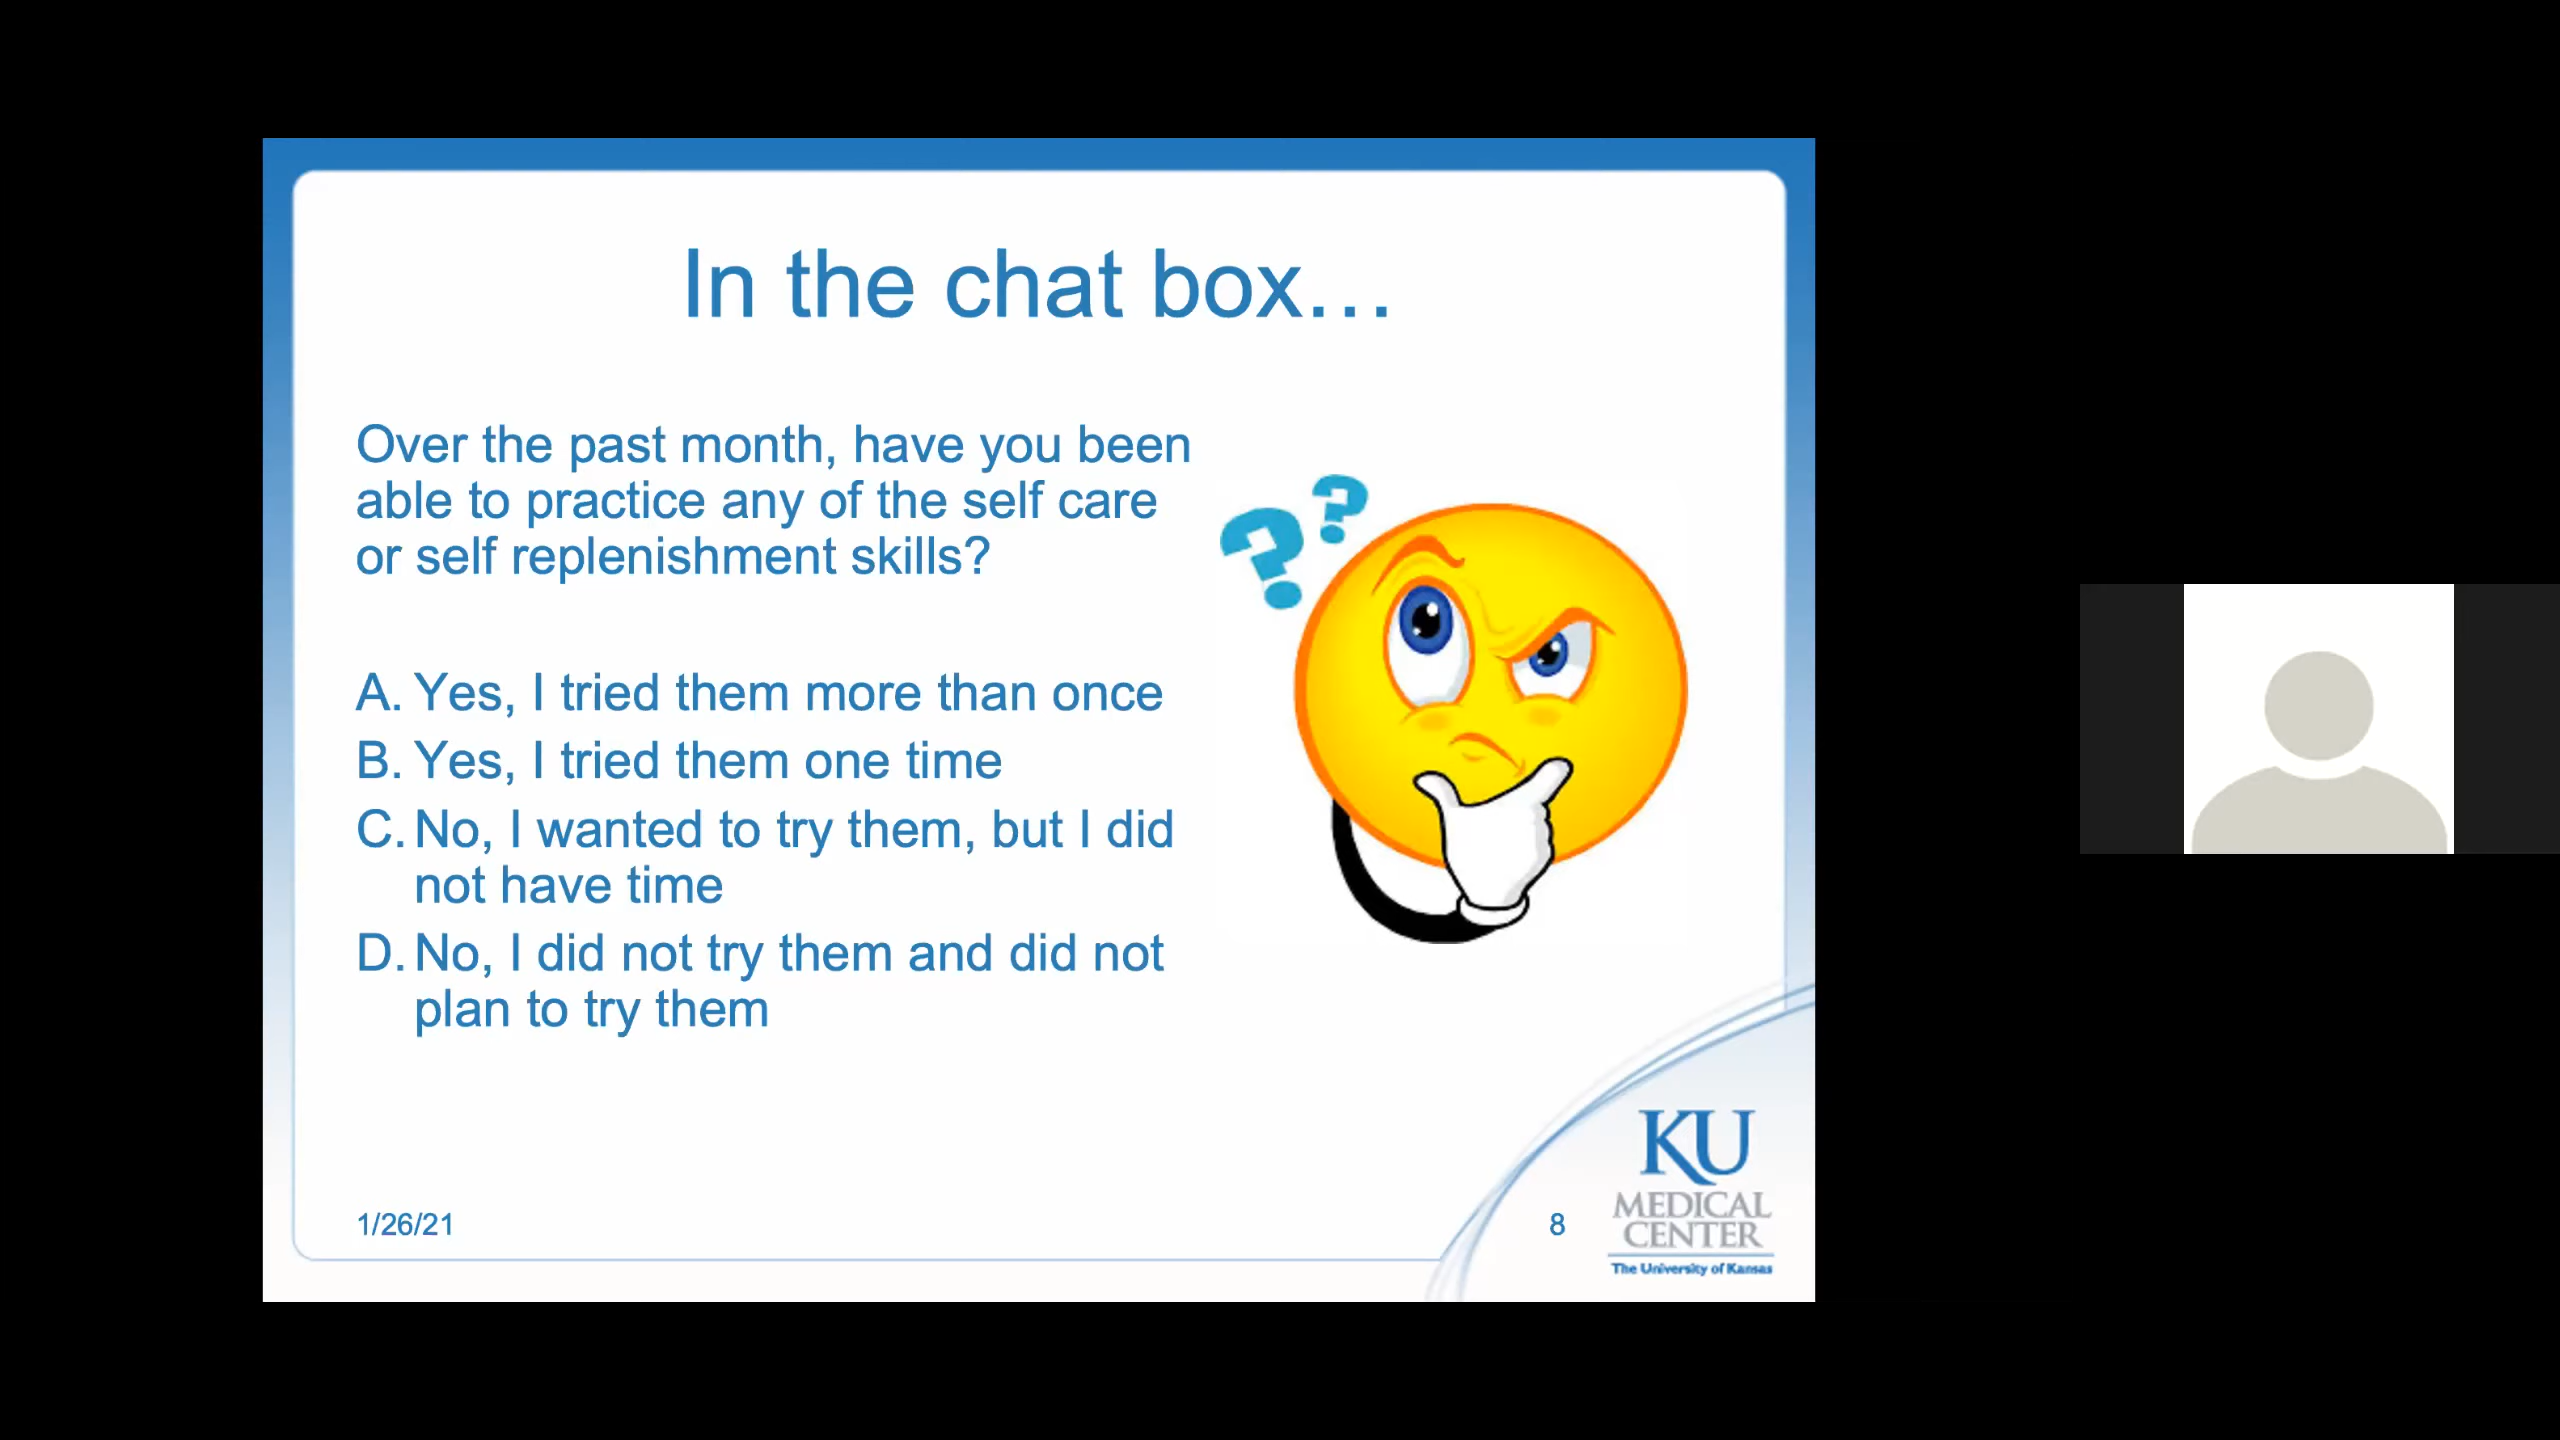 In the chat box…
Over the past month, have you been
able to practice any of the self care
or self replenishment skills?
A. Yes, I tried them more than once
B. Yes, I tried them one time
C. No, I wanted to try them, but I did
not have time
D. No, I did not try them and did not
plan to try them
? ?
1/26/21
8
KU
MEDICAL
CENTER
The University of Kansas